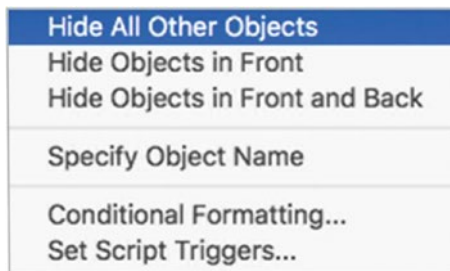 Hide All Other Objects
Hide Objects in Front
Hide Objects in Front and Back
Specify Object Name
Conditional Formatting...
Set Script Triggers...